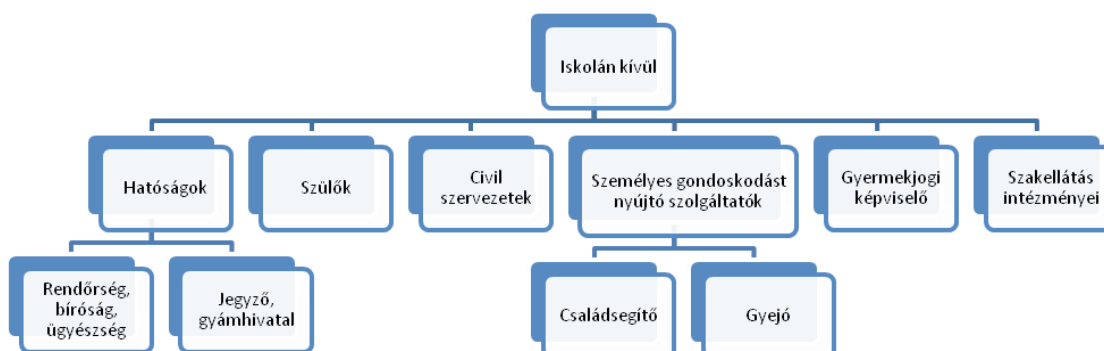 Iskolán kívül
Hatóságok
Szülők
Civil
szervezetek
Személyes gondoskodást
nyújtó szolgáltatók
Gyermekjogi
képviselő
Szakellátás
intézményei
Rendőrség,
bíróság,
ügyészség
Jegyző,
gyámhivatal
Családsegítő
Gyejó